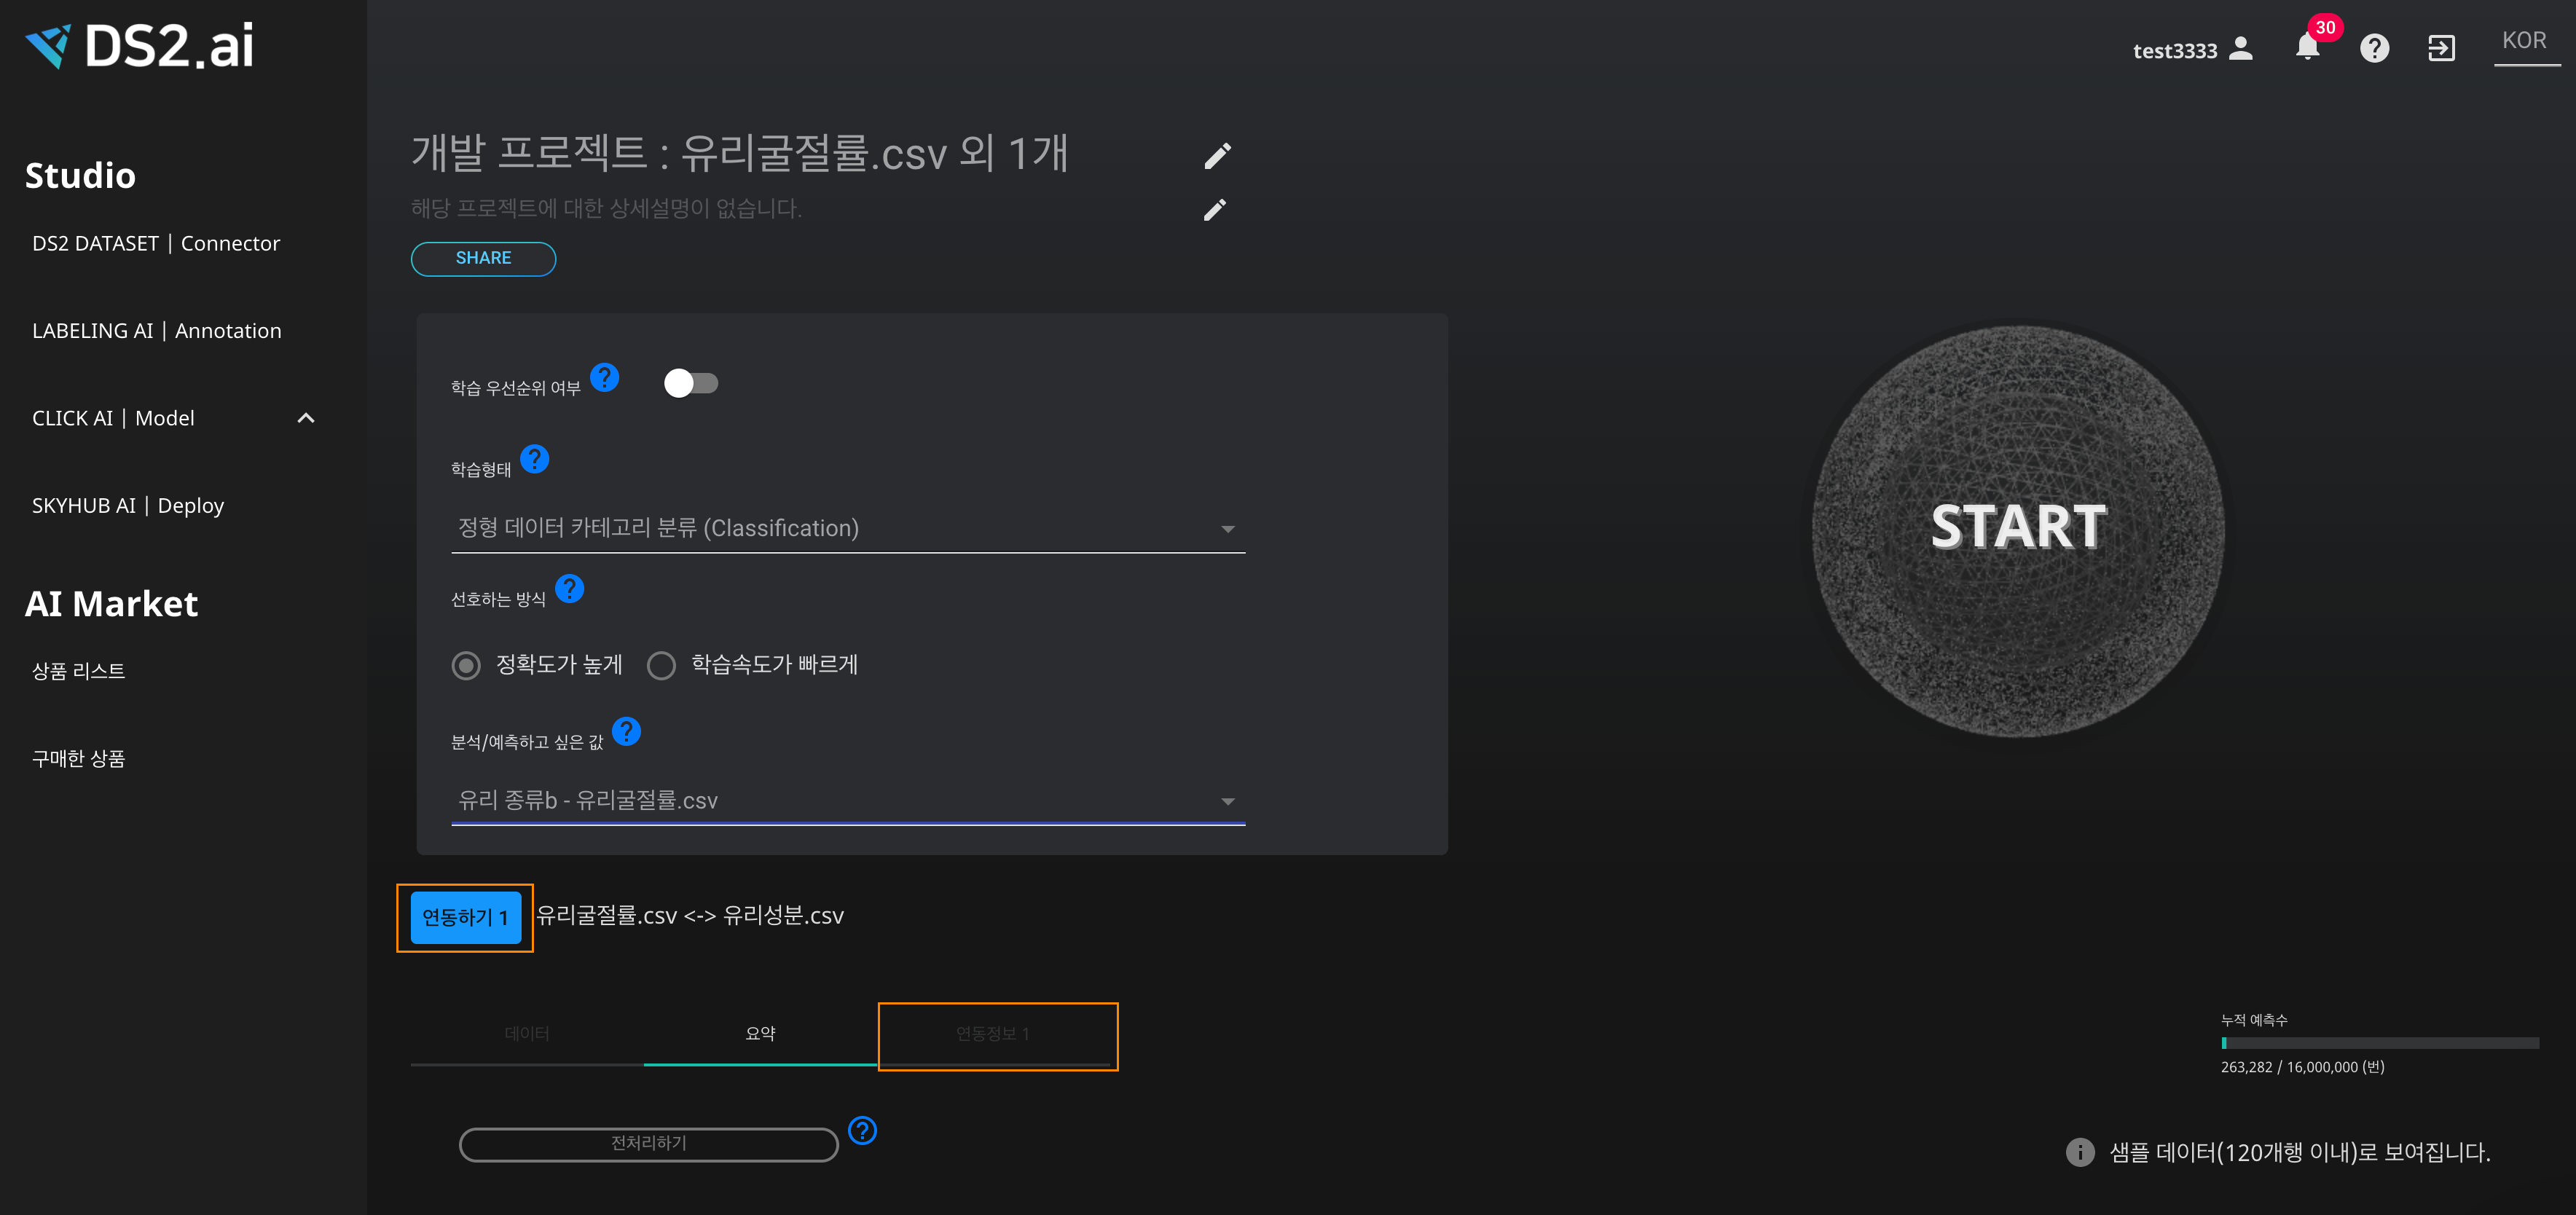 DS2.ai
test3333
30
KOR
Studio
DS2 DATASET | Connector
LABELING AI | Annotation
CLICK AI | Model
SKYHUB AI | Deploy
AI Market
상품 리스트
구매한 상품
개발 프로젝트 : 유리굴절률.csv 외 1개
해당 프로젝트에 대한 상세설명이 없습니다.
SHARE
학습 우선순위 여부
학습형태
정형 데이터 카테고리 분류 (Classification)
선호하는 방식
정확도가 높게 학습속도가 빠르게
분석/예측하고 싶은 값
유리 종류b - 유리굴절률.csv
START
연동하기 1 유리굴절률.csv <-> 유리성분.csv
데이터 요약 연동정보 1
누적 예측수
263,282 / 16,000,000 (번)
전처리하기
샘플 데이터(120개행 이내)로 보여집니다.